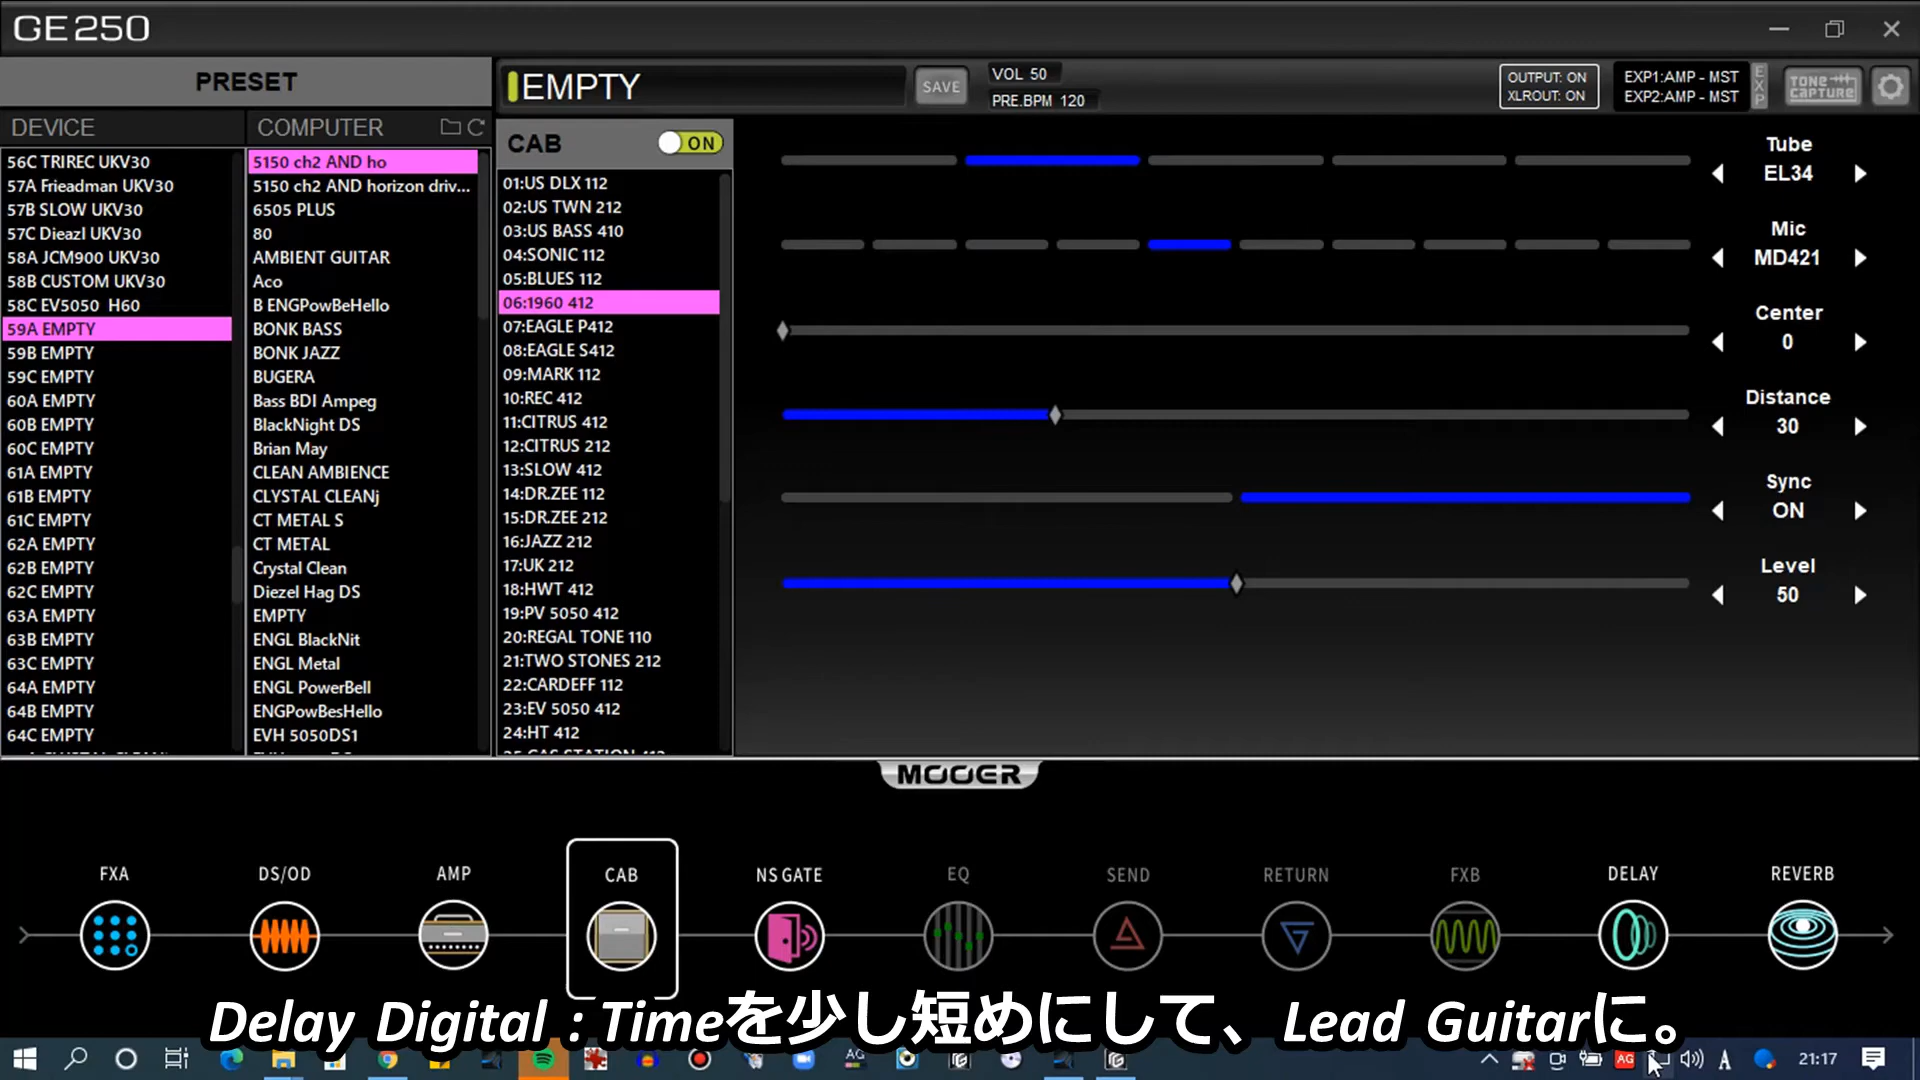 GE250
PRESET
EMPTY
SAVE
VOL 50
PRE.BPM 120
OUTPUT: ON
XLROUT: ON
EXP1:AMP - MST
EXP2:AMP - MST
EXP
TONE
CAPTURE
DEVICE
56C TRIREC UKV30
57A Frieadman UKV30
57B SLOW UKV30
57C Dieazl UKV30
58A JCM900 UKV30
58B CUSTOM UKV30
58C EV5050 H60
59A EMPTY
59B EMPTY
59C EMPTY
60A EMPTY
60B EMPTY
60C EMPTY
61A EMPTY
61B EMPTY
61C EMPTY
62A EMPTY
62B EMPTY
62C EMPTY
63A EMPTY
63B EMPTY
63C EMPTY
64A EMPTY
64B EMPTY
64C EMPTY
COMPUTER
5150 ch2 AND ho
5150 ch2 AND horizon driv...
6505 PLUS
80
AMBIENT GUITAR
Aco
B ENGPowBeHello
BONK BASS
BONK JAZZ
BUGERA
Bass BDI Ampeg
BlackNight DS
Brian May
CLEAN AMBIENCE
CLYSTAL CLEANj
CT METAL S
CT METAL
Crystal Clean
Diezel Hag DS
EMPTY
ENGL BlackNit
ENGL Metal
ENGL PowerBell
ENGPowBesHello
EVH 5050DS1
CAB
ON
01:US DLX 112
02:US TWN 212
03:US BASS 410
04:SONIC 112
05:BLUES 112
06:1960 412
07:EAGLE P412
08:EAGLE S412
09:MARK 112
10:REC 412
11:CITRUS 412
12:CITRUS 212
13:SLOW 412
14:DR.ZEE 112
15:DR.ZEE 212
16:JAZZ 212
17:UK 212
18:HWT 412
19:PV 5050 412
20:REGAL TONE 110
21:TWO STONES 212
22:CARDEFF 112
23:EV 5050 412
24:HT 412
25:GAS STATION 412
Tube
EL34
Mic
MD421
Center
0
Distance
30
Sync
ON
Level
50
MOOER
FXA
DS/OD
AMP
CAB
NS GATE
EQ
SEND
RETURN
FXB
DELAY
REVERB
Delay Digital : Timeを少し短めにして、Lead Guitarに。
AG
AG
A
21:17